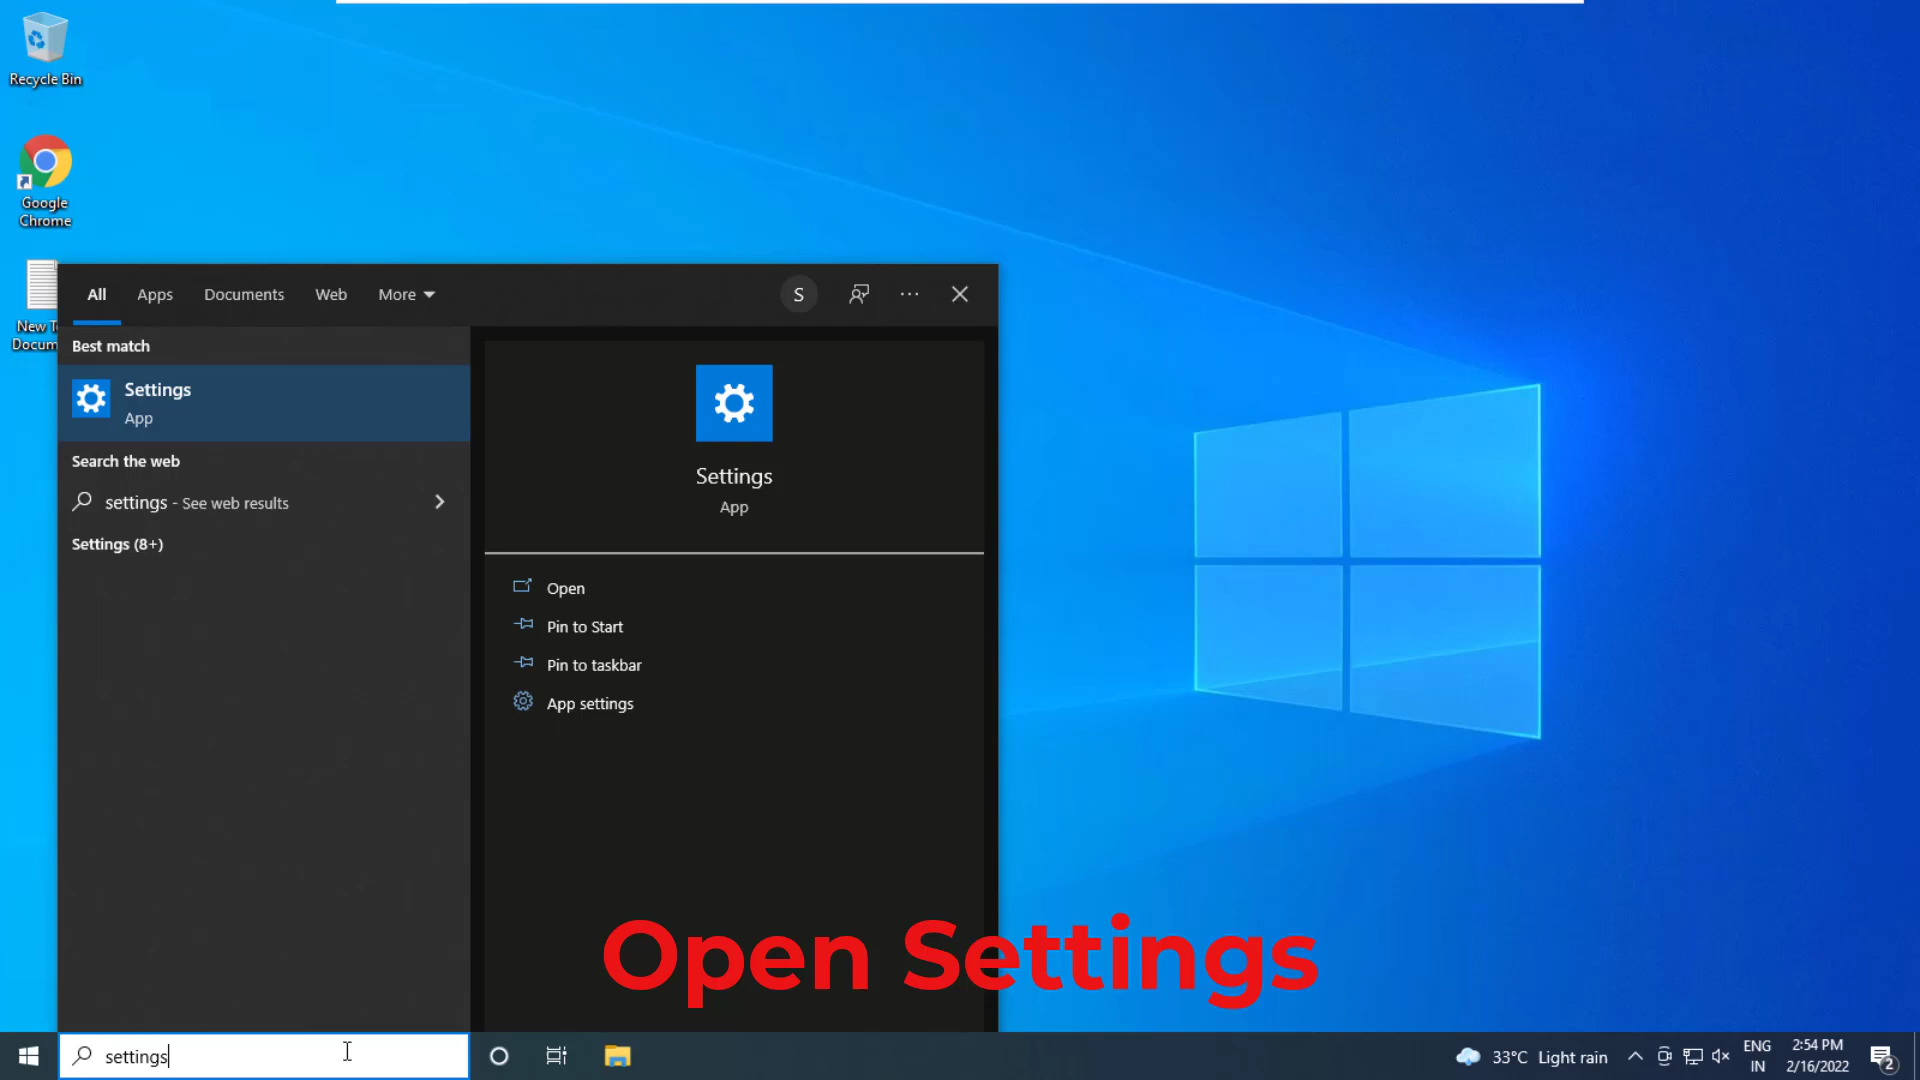 Recycle Bin
Google
Chrome
New T
Docum
All
Apps
Documents
Web
More
S
Best match
Settings
App
Search the web
settings - See web results
Settings (8+)
Settings
App
Open
Pin to Start
Pin to taskbar
App settings
Open Settings
settings
33°C Light rain
ENG
IN
2:54 PM
2/16/2022
2